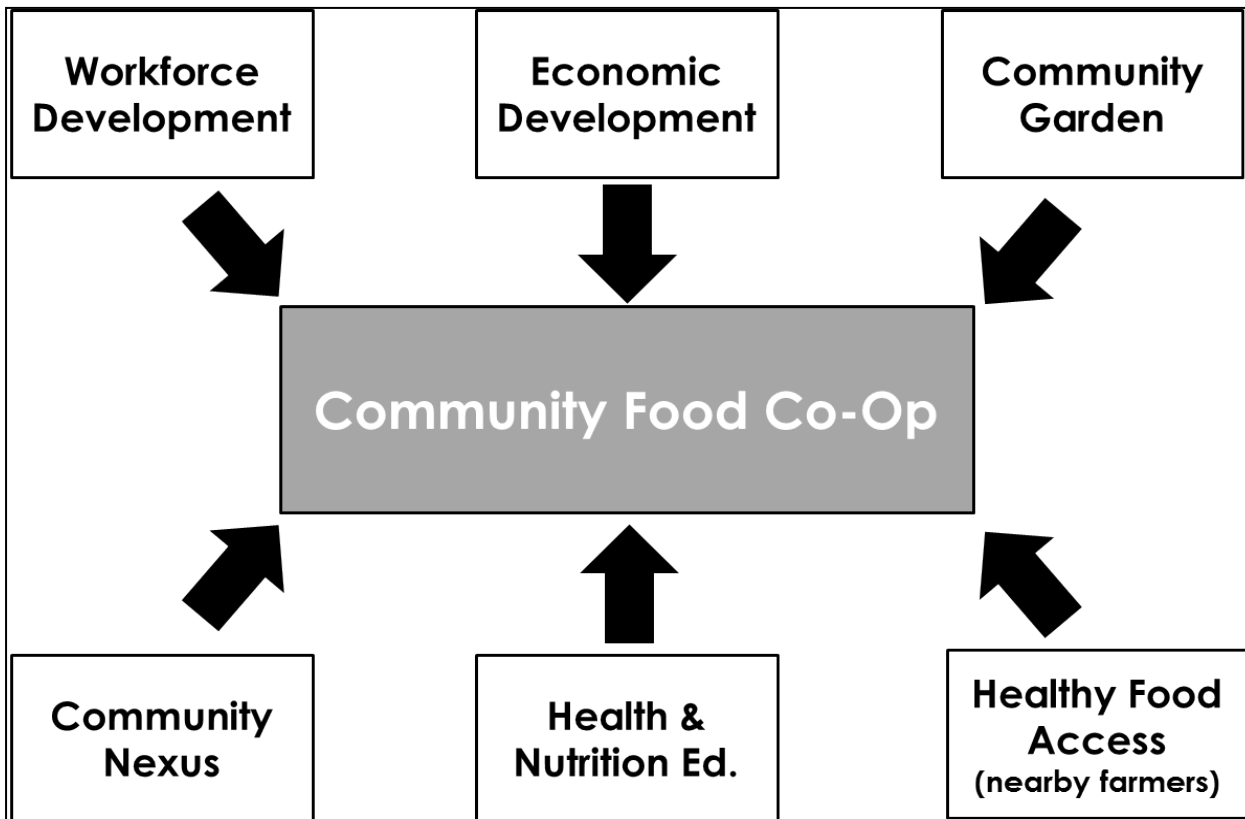 Workforce
Development
Economic
Development
Community
Garden
Community Food Co-Op
Community
Nexus
Health &
Nutrition Ed.
Healthy Food
Access
(nearby farmers)